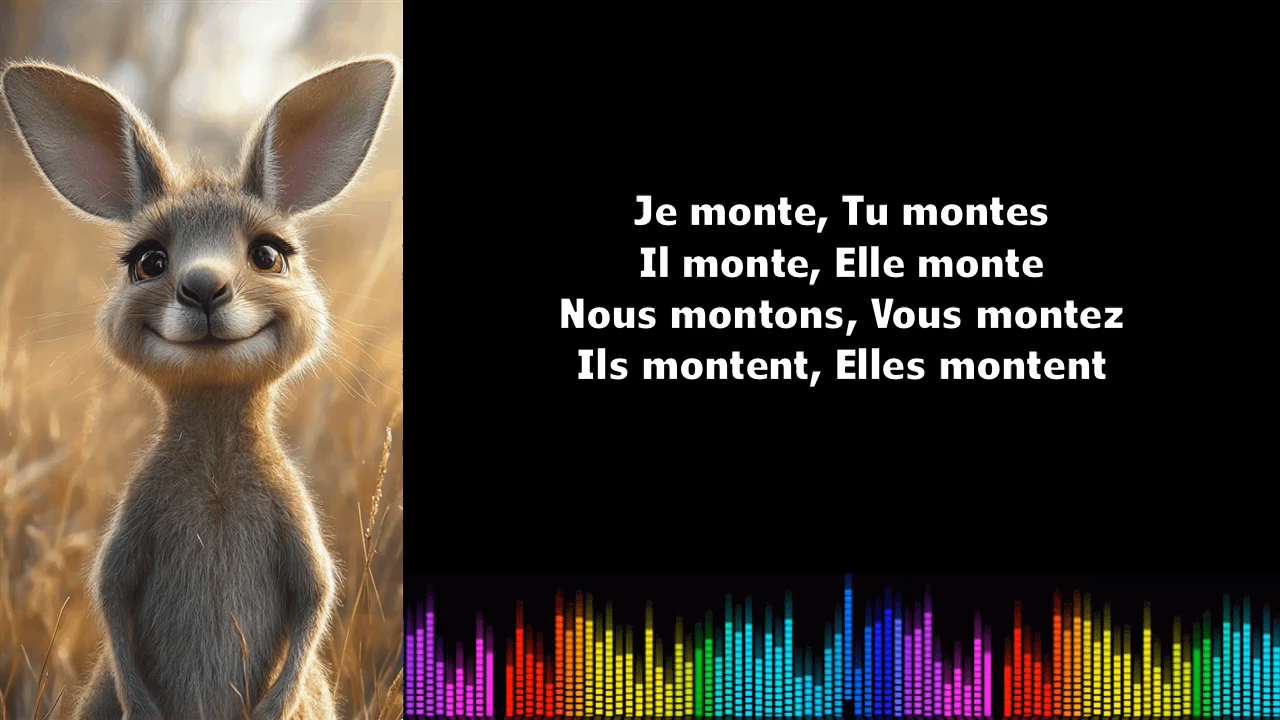 Je monte, Tu montes
Il monte, Elle monte
Nous montons, Vous montez
Ils montent, Elles montent